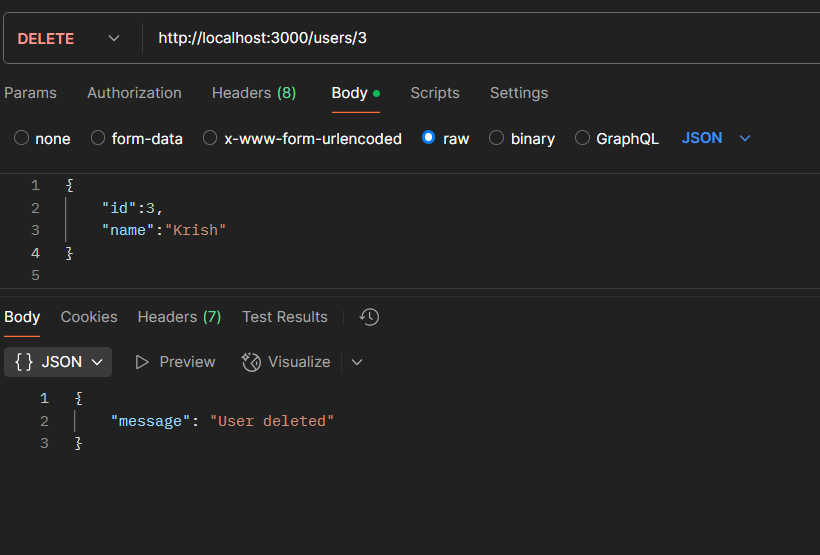 DELETE http://localhost:3000/users/3
Params Authorization Headers (8) Body Scripts Settings
none form-data x-www-form-urlencoded raw binary GraphQL JSON
1 {
2 "id":3,
3 "name":"Krish"
4 }
5
Body Cookies Headers (7) Test Results
{} JSON Preview Visualize
1 {
2 "message": "User deleted"
3 }